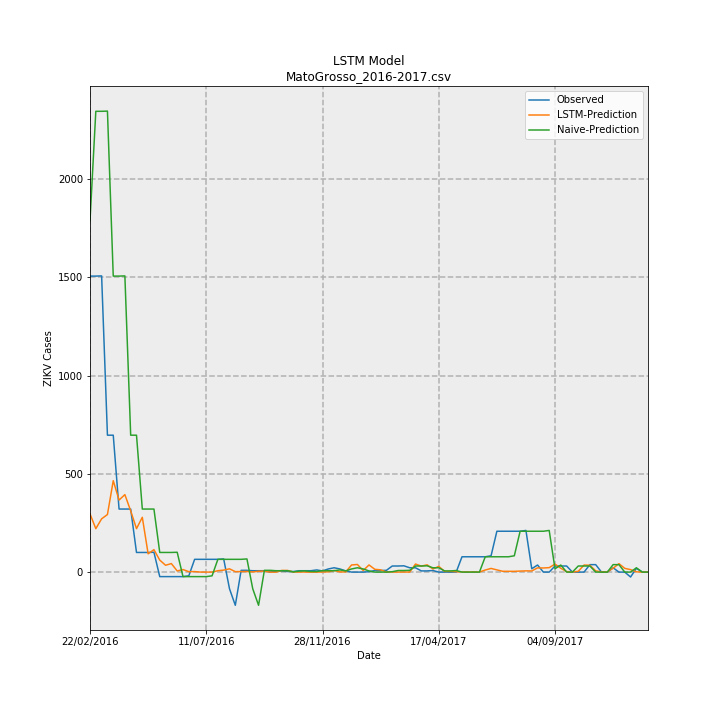 LSTM Model
MatoGrosso_2016-2017.csv
Observed
LSTM-Prediction
Naive-Prediction
2000
1500
1000
500
0
ZIKV Cases
22/02/2016
11/07/2016
28/11/2016
17/04/2017
04/09/2017
Date